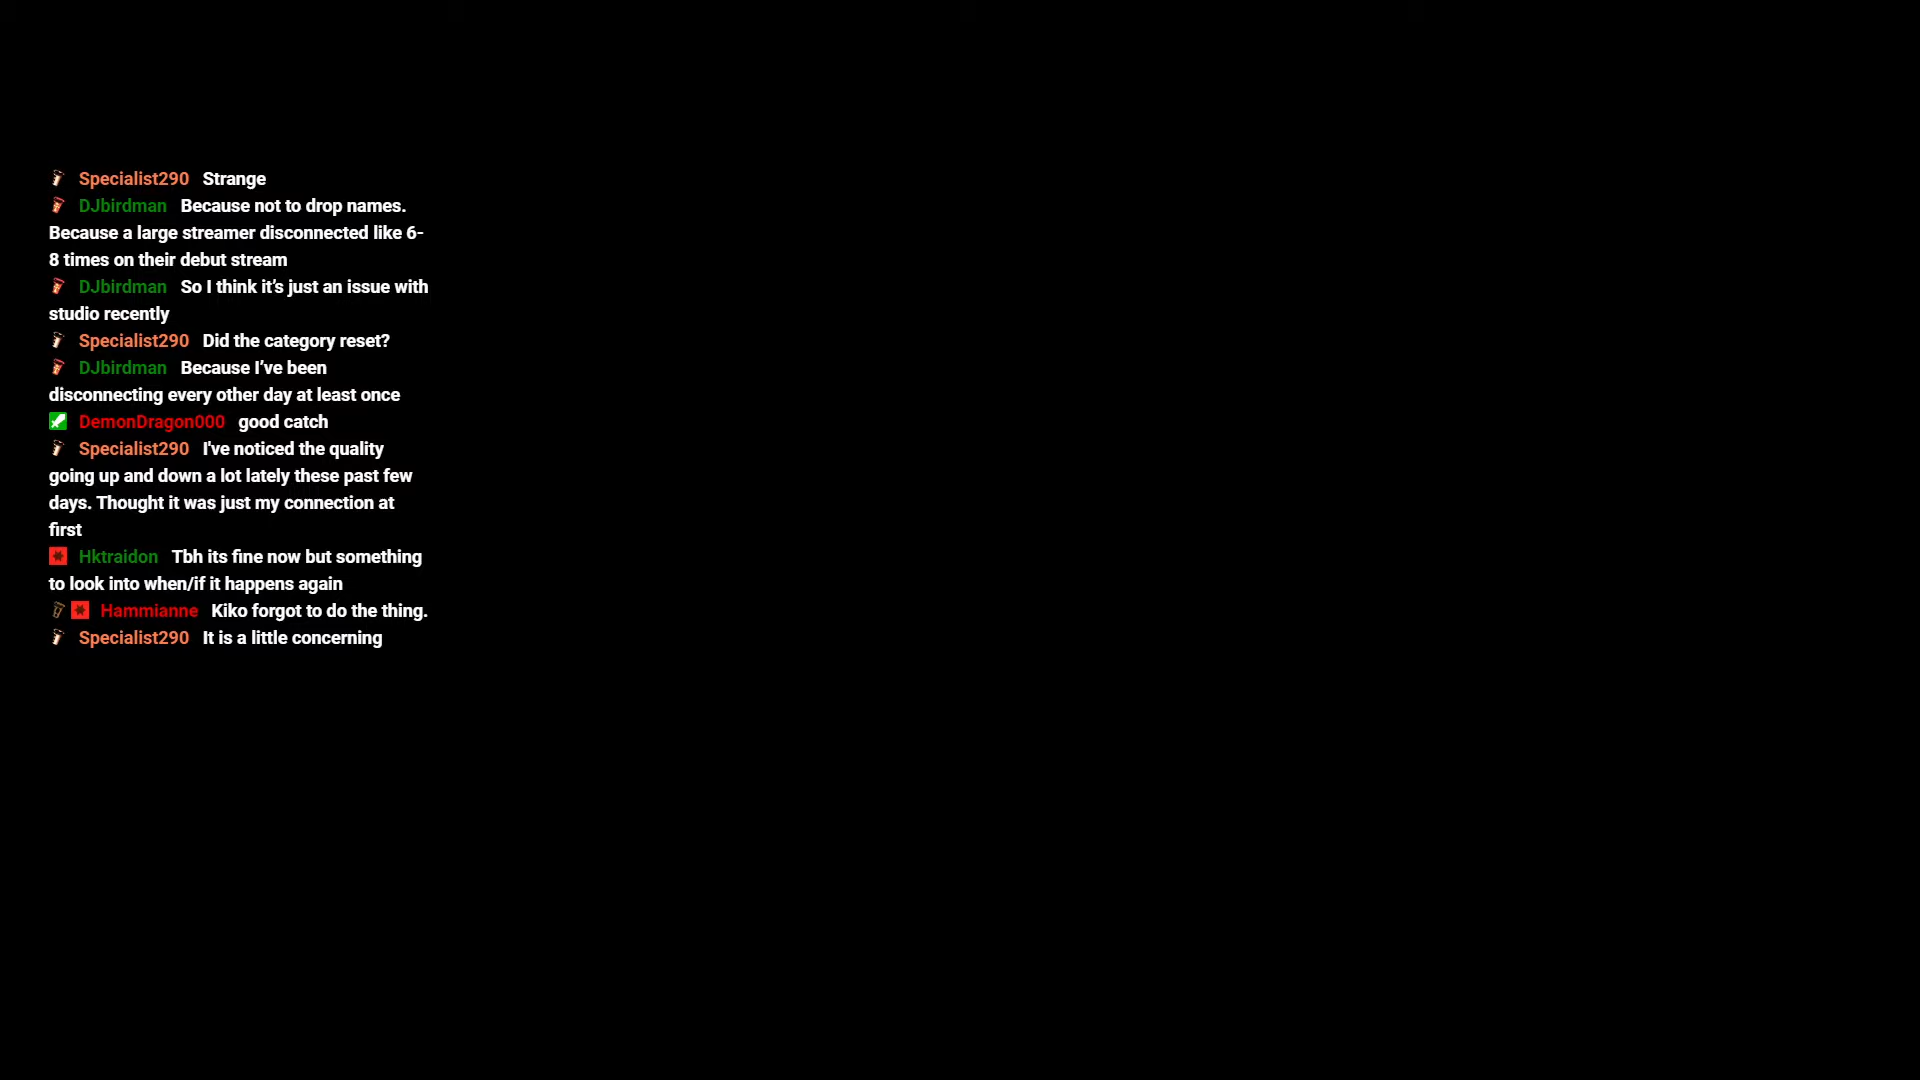 Specialist290 Strange
DJbirdman Because not to drop names.
Because a large streamer disconnected like 6-
8 times on their debut stream
DJbirdman So I think it’s just an issue with
studio recently
Specialist290 Did the category reset?
DJbirdman Because I’ve been
disconnecting every other day at least once
DemonDragon000 good catch
Specialist290 I've noticed the quality
going up and down a lot lately these past few
days. Thought it was just my connection at
first
Hktraidon Tbh its fine now but something
to look into when/if it happens again
Hammianne Kiko forgot to do the thing.
Specialist290 It is a little concerning